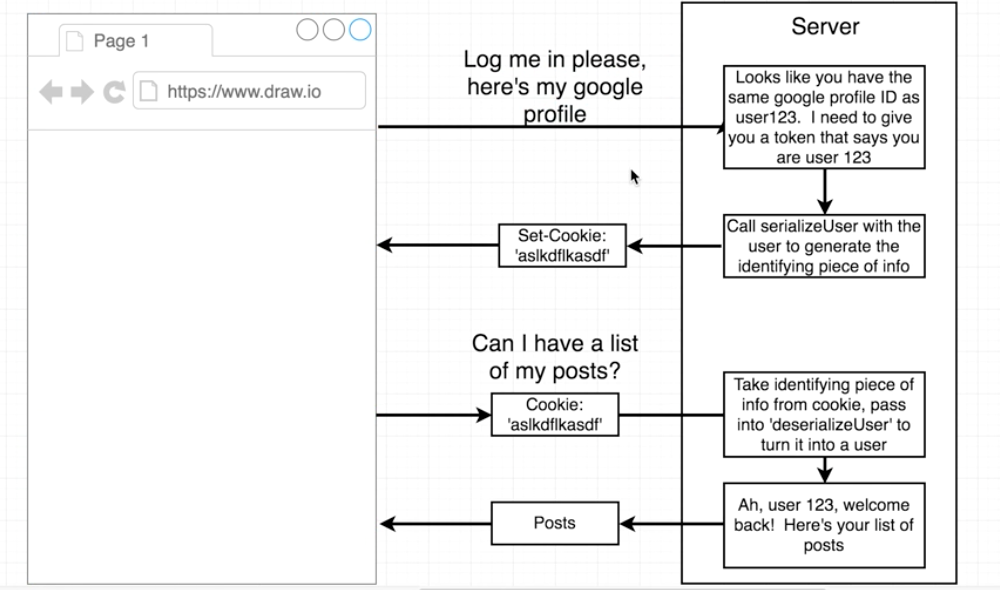 Page 1
https://www.draw.io
Server
Log me in please,
here's my google
profile
Looks like you have the
same google profile ID as
user123.  I need to give
you a token that says you
are user 123
Set-Cookie:
'aslkdflkasdf'
Call serializeUser with the
user to generate the
identifying piece of info
Can I have a list
of my posts?
Cookie:
'aslkdflkasdf'
Take identifying piece of
info from cookie, pass
into 'deserializeUser' to
turn it into a user
Posts
Ah, user 123, welcome
back!  Here's your list of
posts